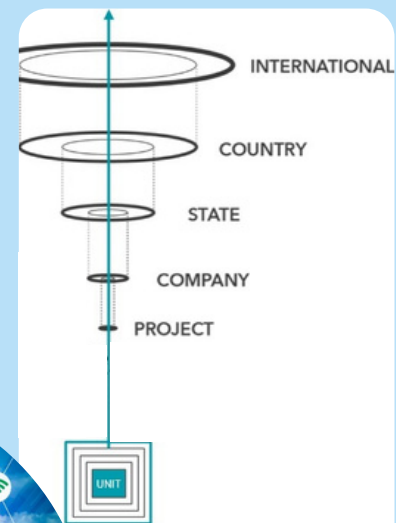 INTERNATIONAL
COUNTRY
STATE
COMPANY
PROJECT
UNIT